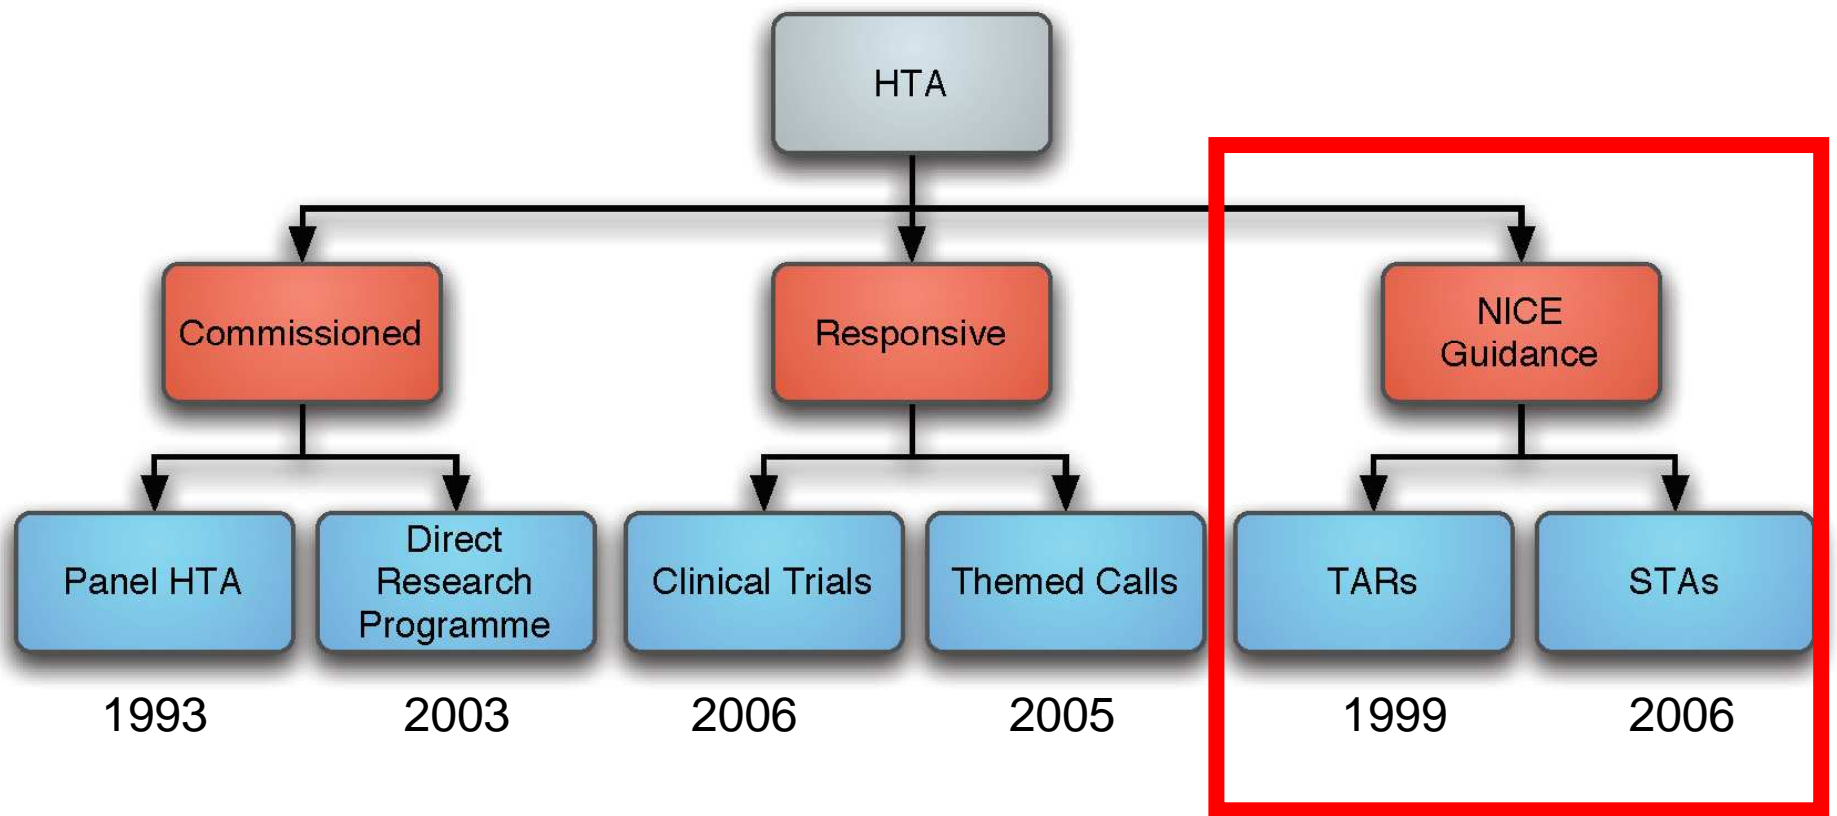 HTA
Commissioned
Responsive
NICE
Guidance
Panel HTA
Direct
Research
Programme
Clinical Trials
Themed Calls
TARs
STAs
1993
2003
2006
2005
1999
2006